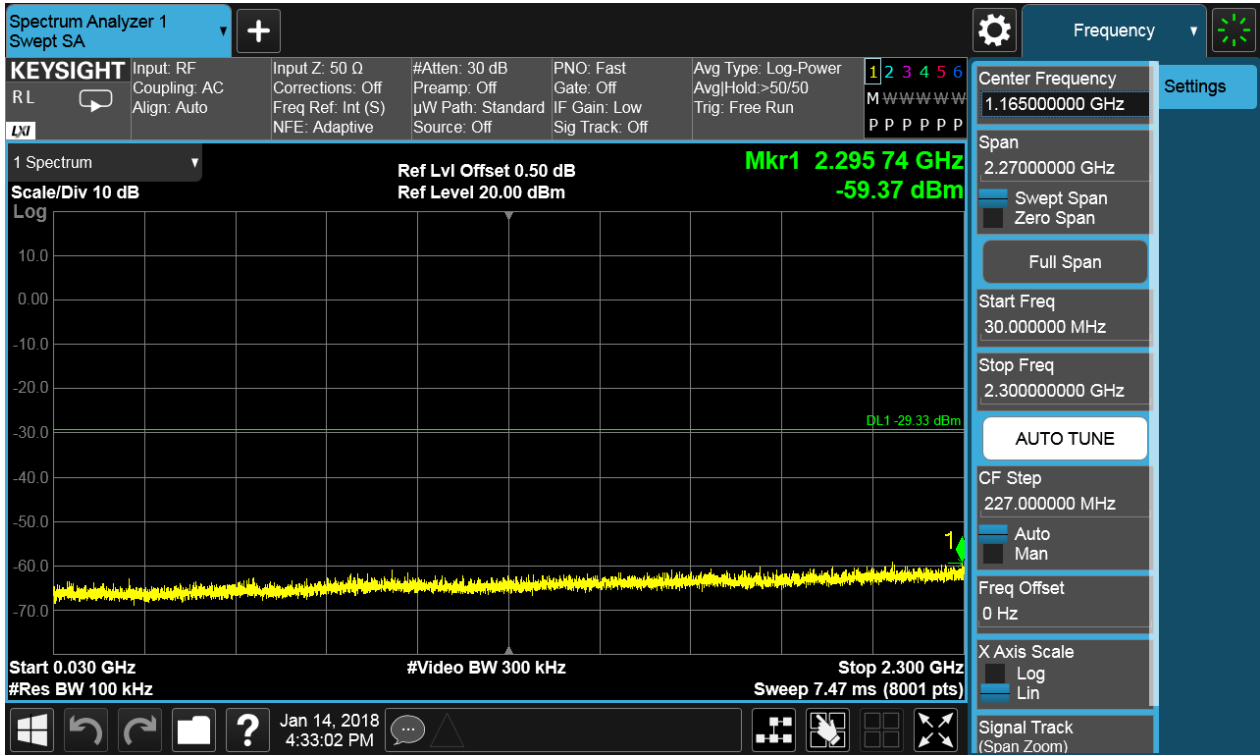 Spectrum Analyzer 1
Swept SA
+
Frequency
KEYSIGHT
RL
LXI
Input: RF
Coupling: AC
Align: Auto
Input Z: 50 Ω
Corrections: Off
Freq Ref: Int (S)
NFE: Adaptive
#Atten: 30 dB
Preamp: Off
µW Path: Standard
Source: Off
PNO: Fast
Gate: Off
IF Gain: Low
Sig Track: Off
Avg Type: Log-Power
Avg|Hold:>50/50
Trig: Free Run
1 2 3 4 5 6
M W W W W W
P P P P P P
1 Spectrum
Scale/Div 10 dB
Log
Ref Lvl Offset 0.50 dB
Ref Level 20.00 dBm
Mkr1 2.295 74 GHz
-59.37 dBm
10.0
0.00
-10.0
-20.0
-30.0
-40.0
-50.0
-60.0
-70.0
DL1 -29.33 dBm
1
Start 0.030 GHz
#Res BW 100 kHz
#Video BW 300 kHz
Stop 2.300 GHz
Sweep 7.47 ms (8001 pts)
?
Jan 14, 2018
4:33:02 PM
Center Frequency
1.165000000 GHz
Span
2.27000000 GHz
Swept Span
Zero Span
Full Span
Start Freq
30.000000 MHz
Stop Freq
2.300000000 GHz
AUTO TUNE
CF Step
227.000000 MHz
Auto
Man
Freq Offset
0 Hz
X Axis Scale
Log
Lin
Signal Track
(Span Zoom)
Settings